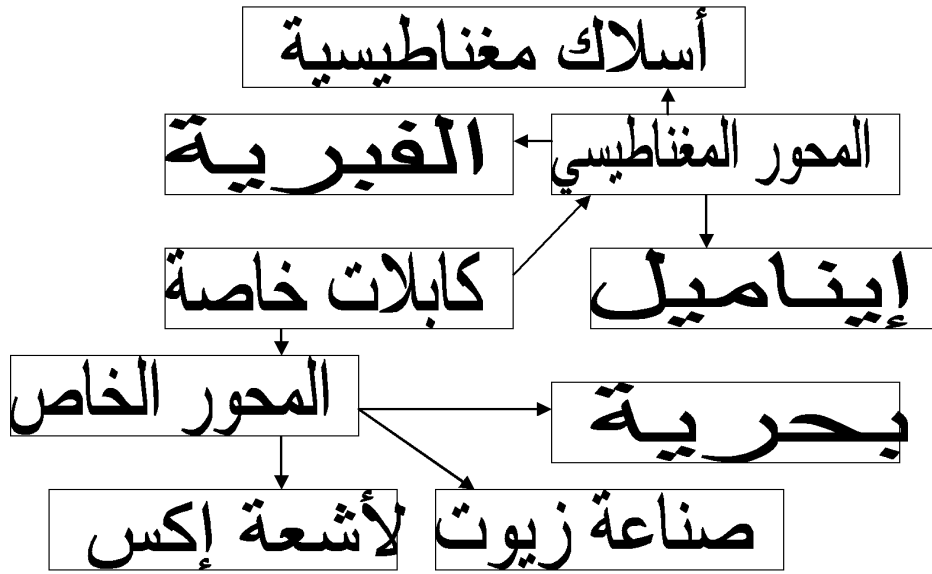 أسلاك مغناطيسية
المحور المغناطيسي
الفبرية
كابلات خاصة
إيناميل
المحور الخاص
بحرية
صناعة زيوت
لأشعة إكس